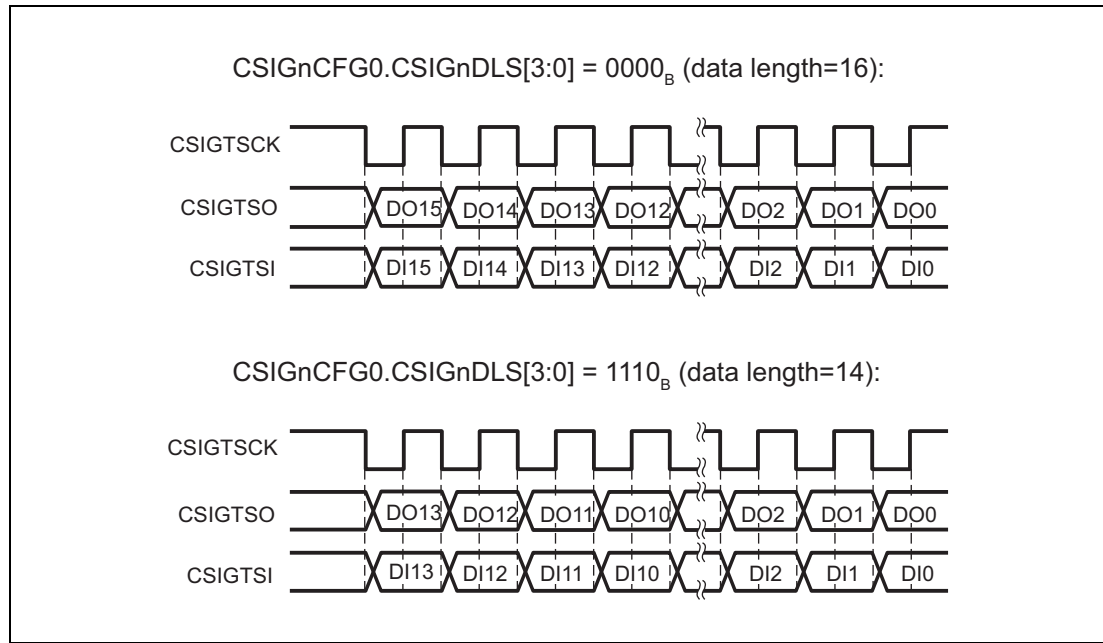 CSIGnCFG0.CSIGnDLS[3:0] = 0000B (data length=16):
CSIGTSCK
CSIGTSO DO15 DO14 DO13 DO12 DO2 DO1 DO0
CSIGTSI DI15 DI14 DI13 DI12 DI2 DI1 DI0
CSIGnCFG0.CSIGnDLS[3:0] = 1110B (data length=14):
CSIGTSCK
CSIGTSO DO13 DO12 DO11 DO10 DO2 DO1 DO0
CSIGTSI DI13 DI12 DI11 DI10 DI2 DI1 DI0